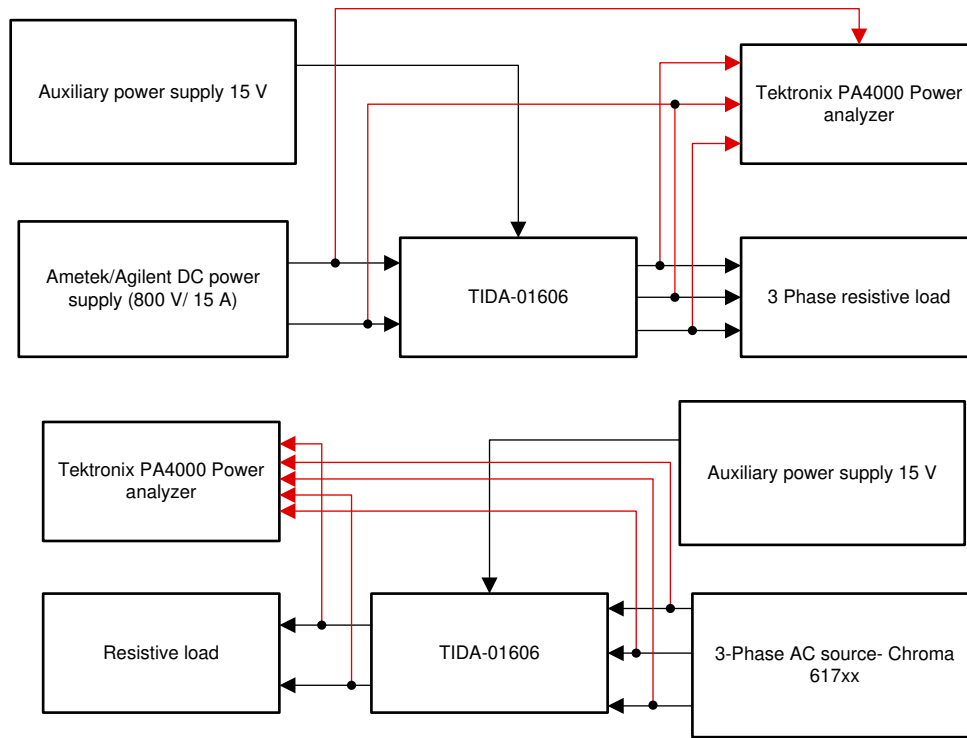 Auxiliary power supply 15 V
Tektronix PA4000 Power
analyzer
Ametek/Agilent DC power
supply (800 V/ 15 A)
TIDA-01606
3 Phase resistive load
Tektronix PA4000 Power
analyzer
Auxiliary power supply 15 V
Resistive load
TIDA-01606
3-Phase AC source- Chroma
617xx